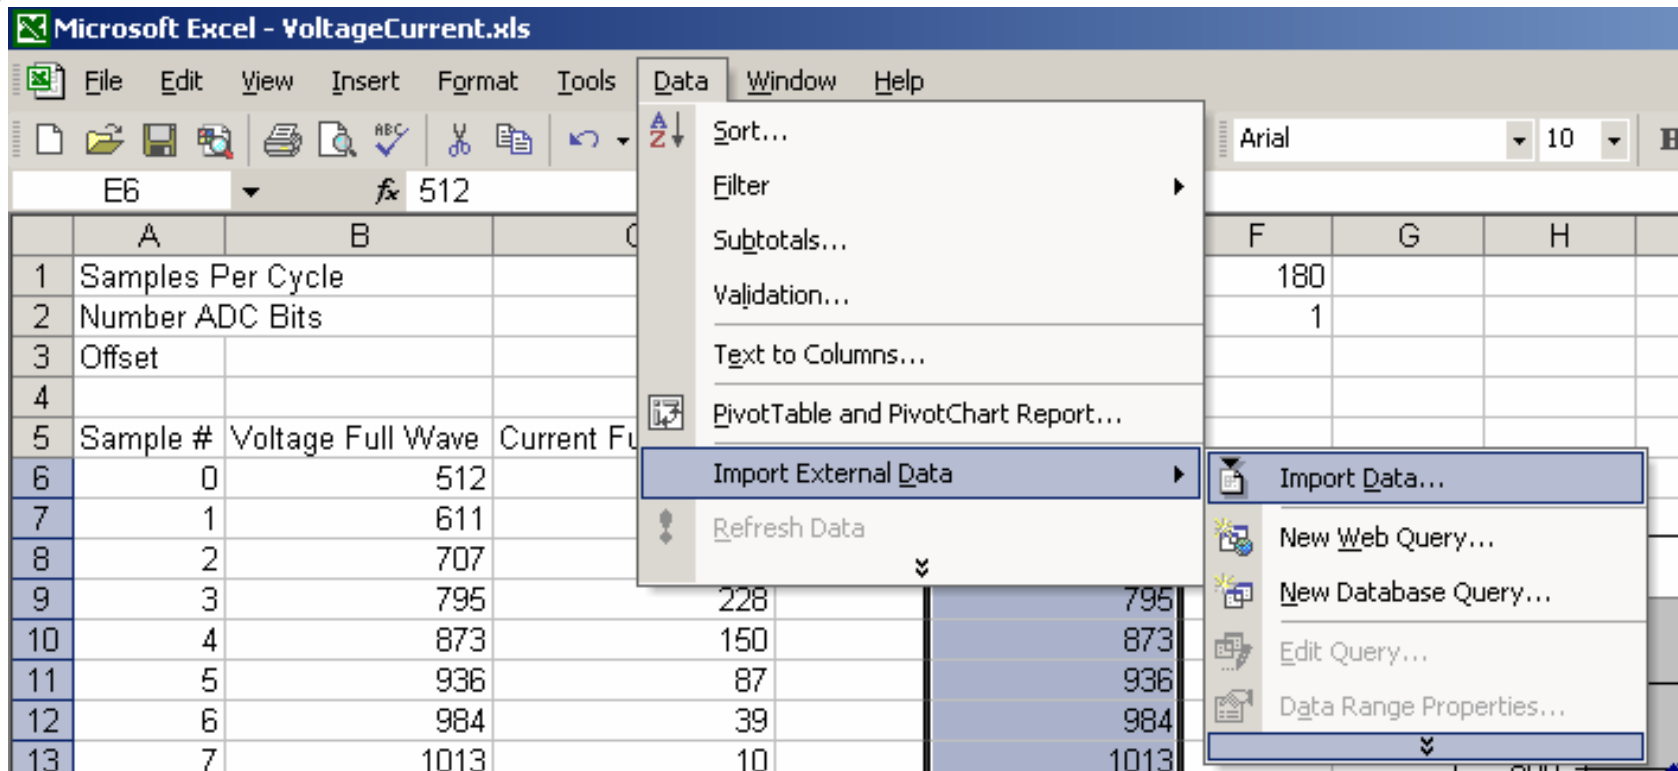 Microsoft Excel - VoltageCurrent.xls
File Edit View Insert Format Tools Data Window Help
ABC Arial 10 B
E6 fx 512
A B C F G H
Sort...
Filter
Subtotals...
Validation...
Text to Columns...
PivotTable and PivotChart Report...
Import External Data
Refresh Data
Import Data...
New Web Query...
New Database Query...
Edit Query...
Data Range Properties...
1 Samples Per Cycle 180
2 Number ADC Bits 1
3 Offset
4
5 Sample # Voltage Full Wave Current Fu
6 0 512
7 1 611
8 2 707
9 3 795 228 795
10 4 873 150 873
11 5 936 87 936
12 6 984 39 984
13 7 1013 10 1013